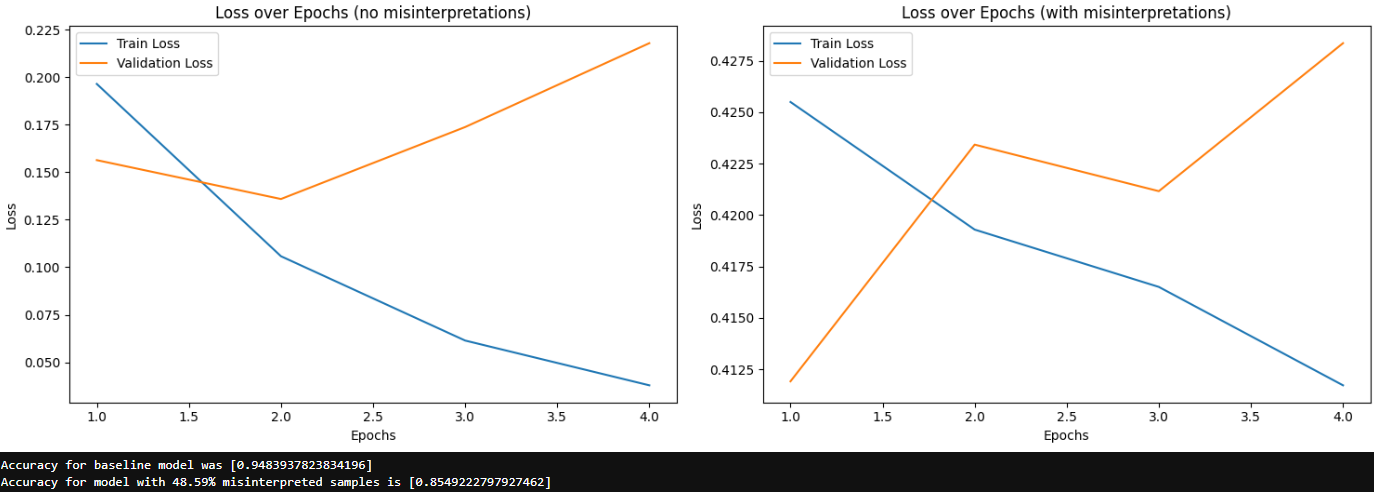 Loss over Epochs (no misinterpretations)
Train Loss
Validation Loss
0.225
0.200
0.175
0.150
0.125
0.100
0.075
0.050
Loss
1.0 1.5 2.0 2.5 3.0 3.5 4.0
Epochs
Loss over Epochs (with misinterpretations)
Train Loss
Validation Loss
0.4275
0.4250
0.4225
0.4200
0.4175
0.4150
0.4125
Loss
1.0 1.5 2.0 2.5 3.0 3.5 4.0
Epochs
Accuracy for baseline model was [0.9483937823834196]
Accuracy for model with 48.59% misinterpreted samples is [0.8549222797927462]